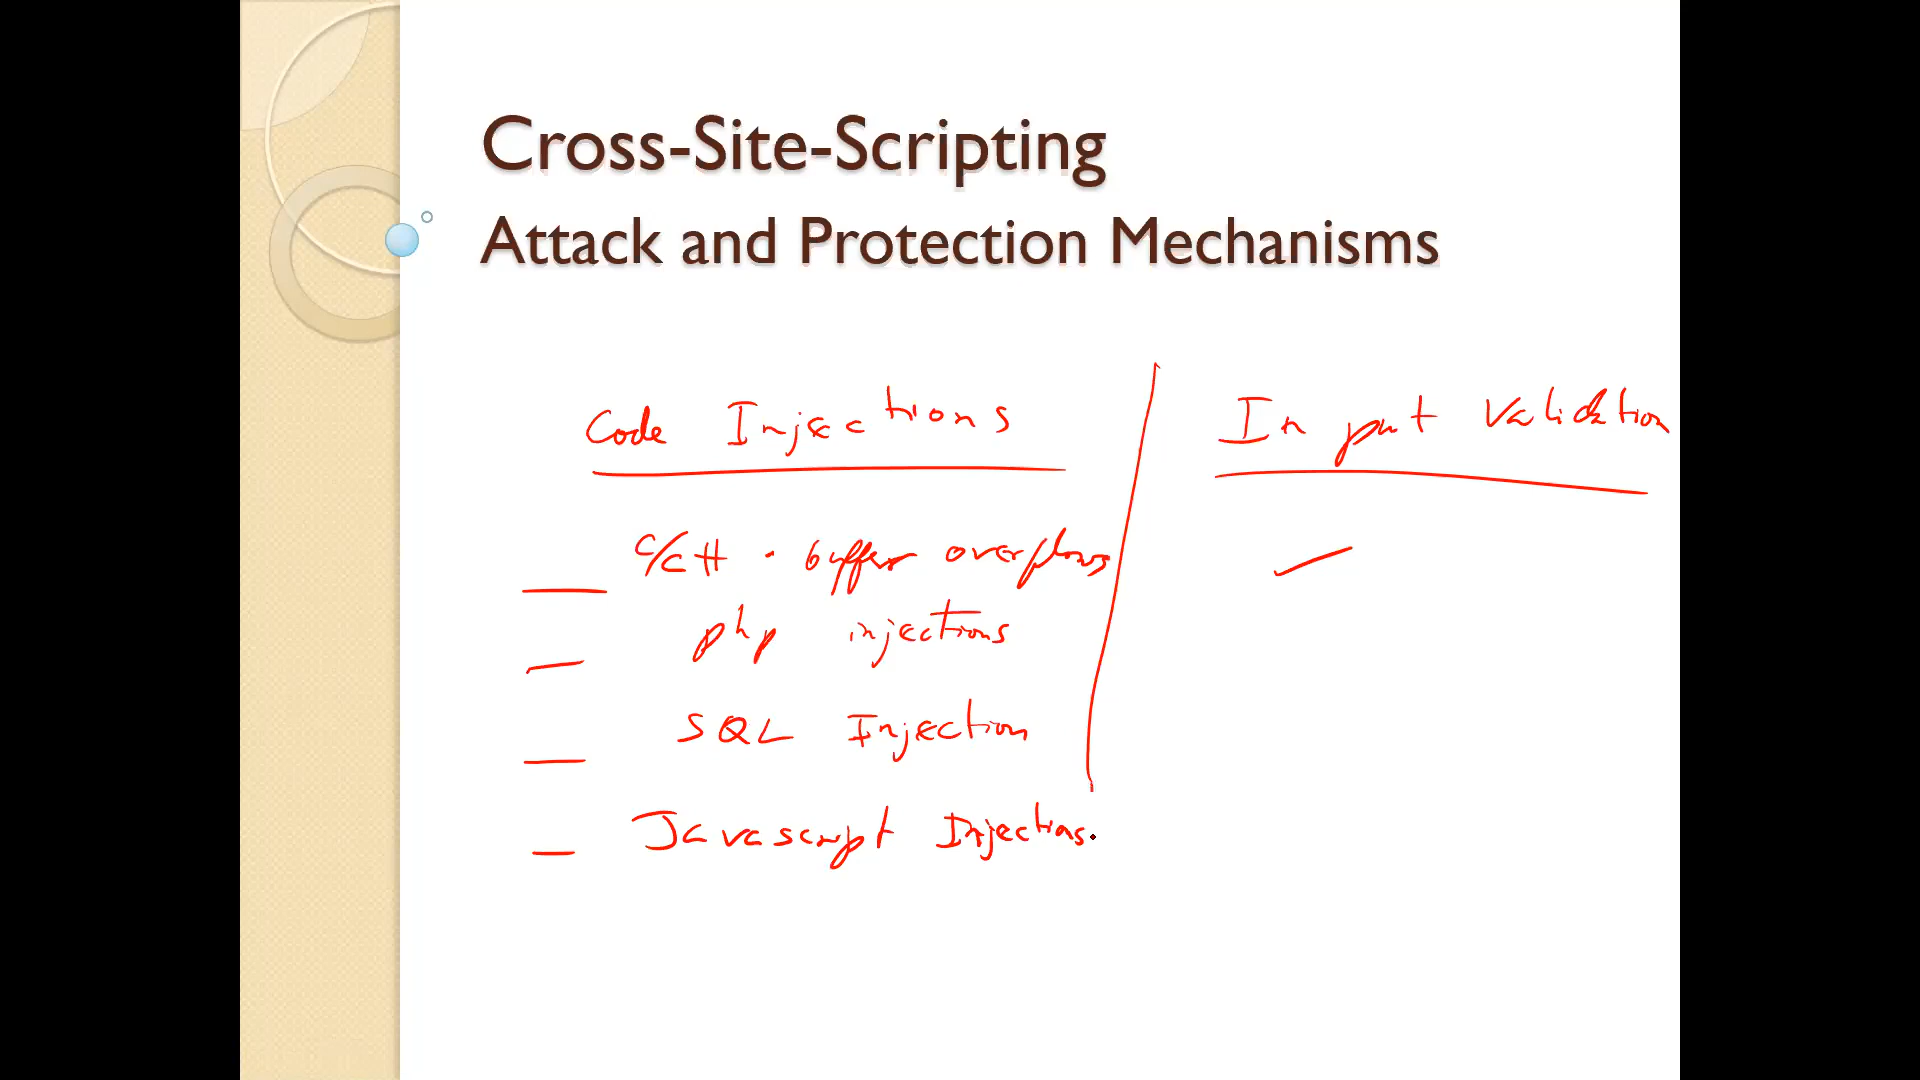 Cross-Site-Scripting
Attack and Protection Mechanisms
Code Injections
Input Validation
C/C++ - buffer overflows
php injections
SQL Injection
Javascript Injections